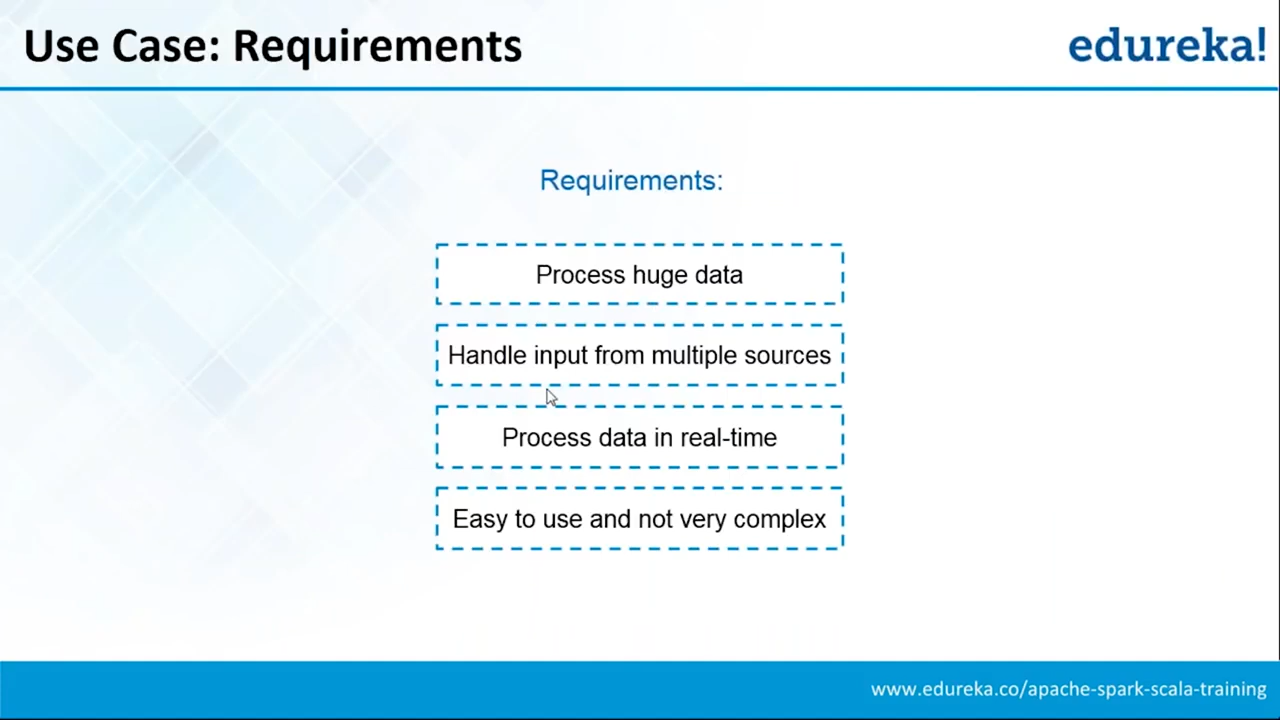 Use Case: Requirements
edureka!
Requirements:
Process huge data
Handle input from multiple sources
Process data in real-time
Easy to use and not very complex
www.edureka.co/apache-spark-scala-training